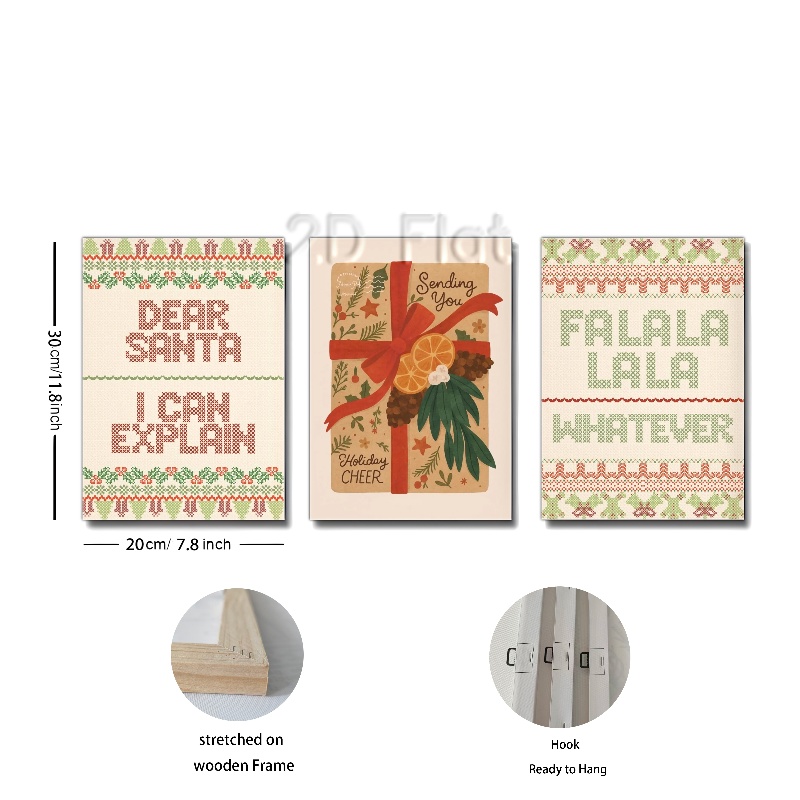 2D Flat
DEAR
SANTA
I CAN
EXPLAIN
Sending
You
Holiday
CHEER
FALALALA
LALA
WHATEVER
30cm/11.8inch
20cm/ 7.8 inch
stretched on
wooden Frame
Hook
Ready to Hang